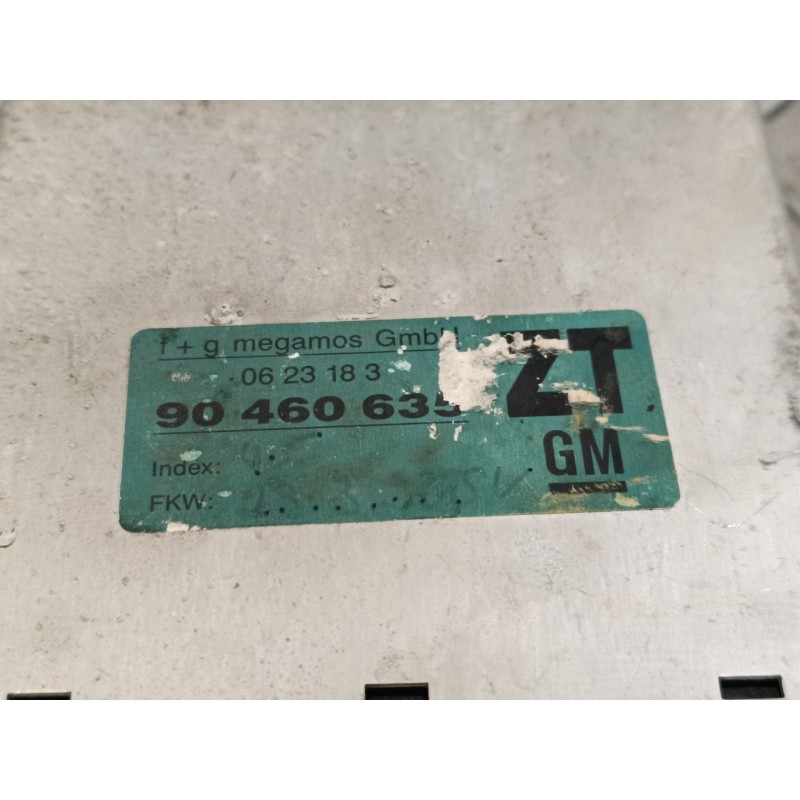 f + g megamos GmbH
06 23 18 3
90 460 635
ZT
GM
Index:
FKW: